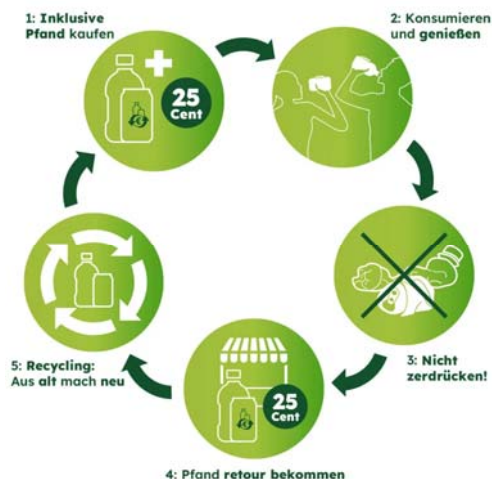 1: Inklusive
Pfand kaufen
25
Cent
2: Konsumieren
und genießen
3: Nicht
zerdrücken!
25
Cent
4: Pfand retour bekommen
5: Recycling:
Aus alt mach neu